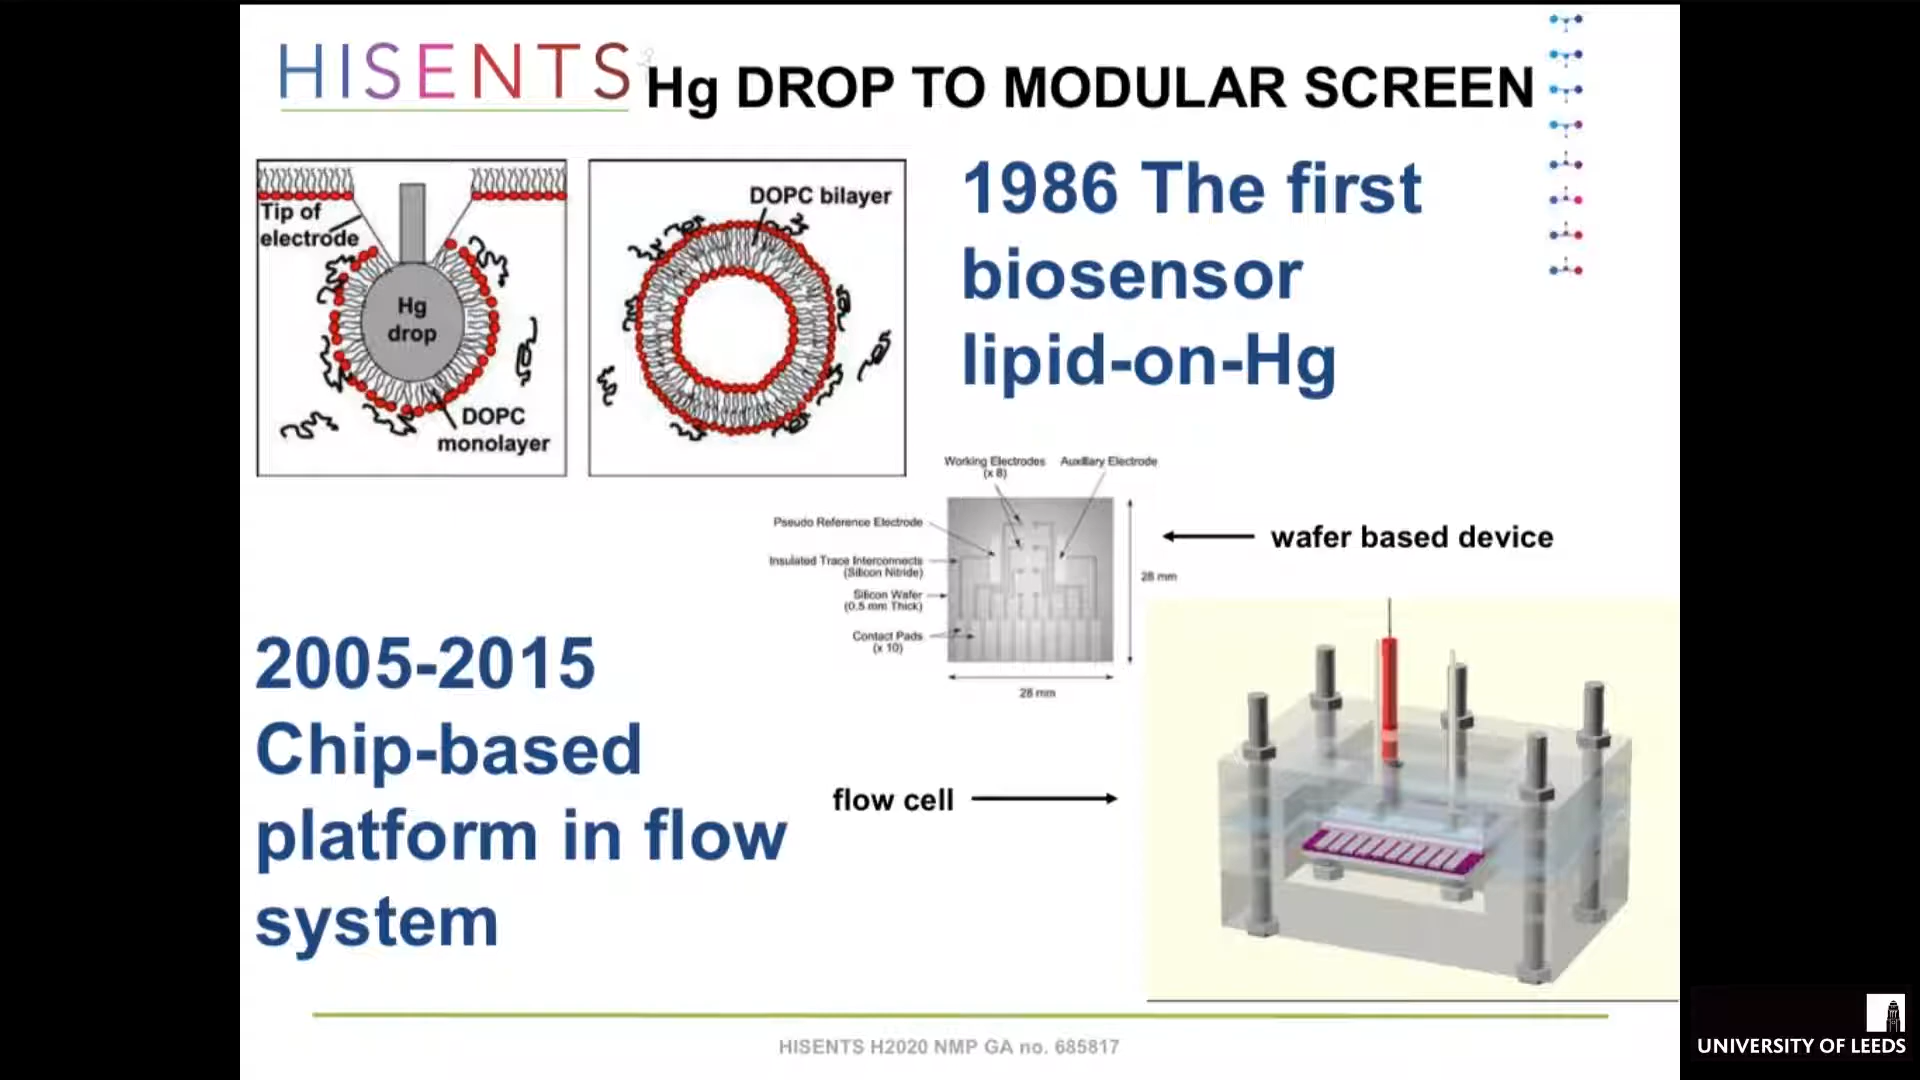 HISENTS
Hg DROP TO MODULAR SCREEN
Tip of
electrode
Hg
drop
DOPC
monolayer
DOPC bilayer
1986 The first
biosensor
lipid-on-Hg
Working Electrodes
(x 8)
Auxiliary Electrode
Pseudo Reference Electrode
Insulated Trace Interconnects
(Silicon Nitride)
Silicon Wafer
(0.5 mm Thick)
Contact Pads
(x 10)
28 mm
28 mm
wafer based device
2005-2015
Chip-based
platform in flow
system
flow cell
HISENTS H2020 NMP GA no. 685817
UNIVERSITY OF LEEDS